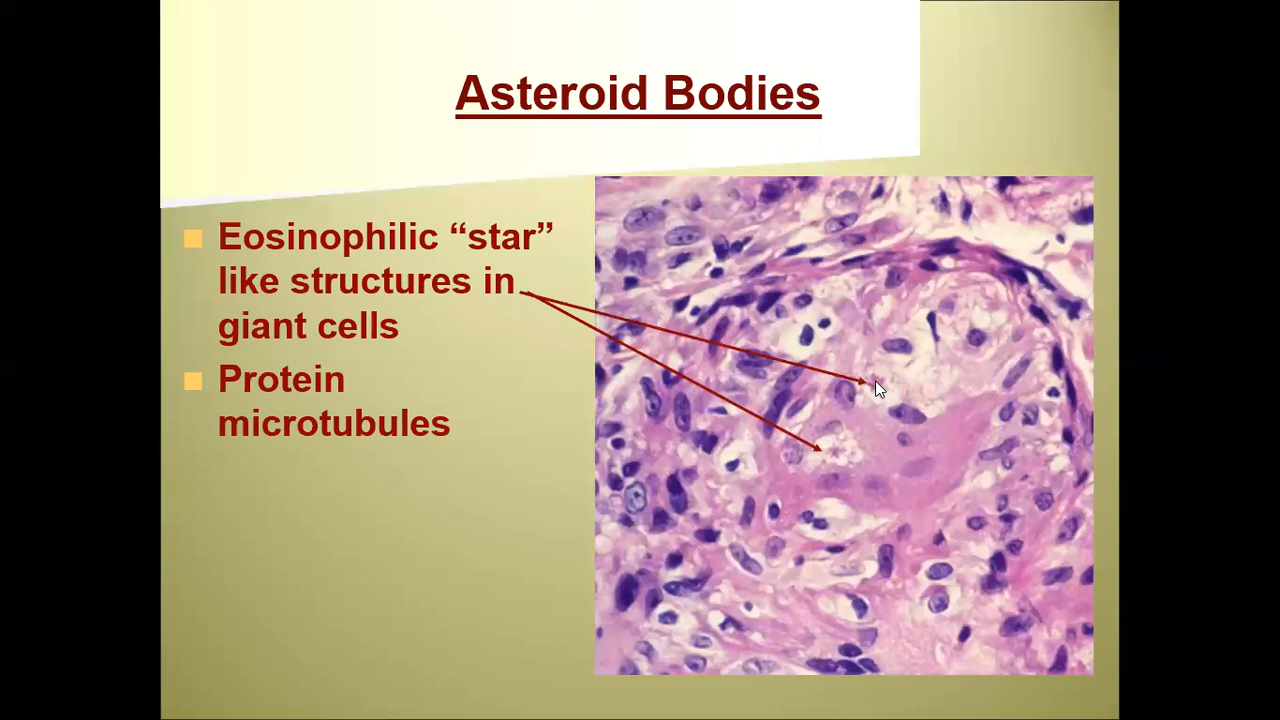 Asteroid Bodies
Eosinophilic “star”
like structures in
giant cells
Protein
microtubules